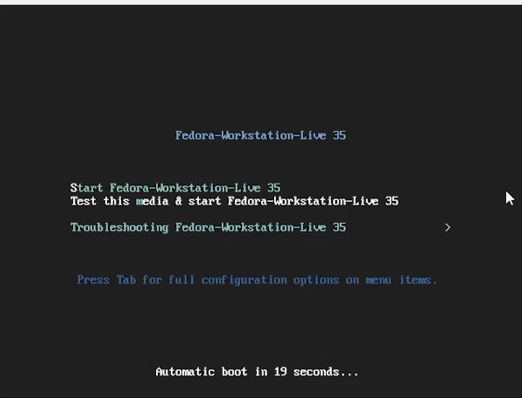 Fedora-Workstation-Live 35
Start Fedora-Workstation-Live 35
Test this media & start Fedora-Workstation-Live 35
Troubleshooting Fedora-Workstation-Live 35 >
Press Tab for full configuration options on menu items.
Automatic boot in 19 seconds...